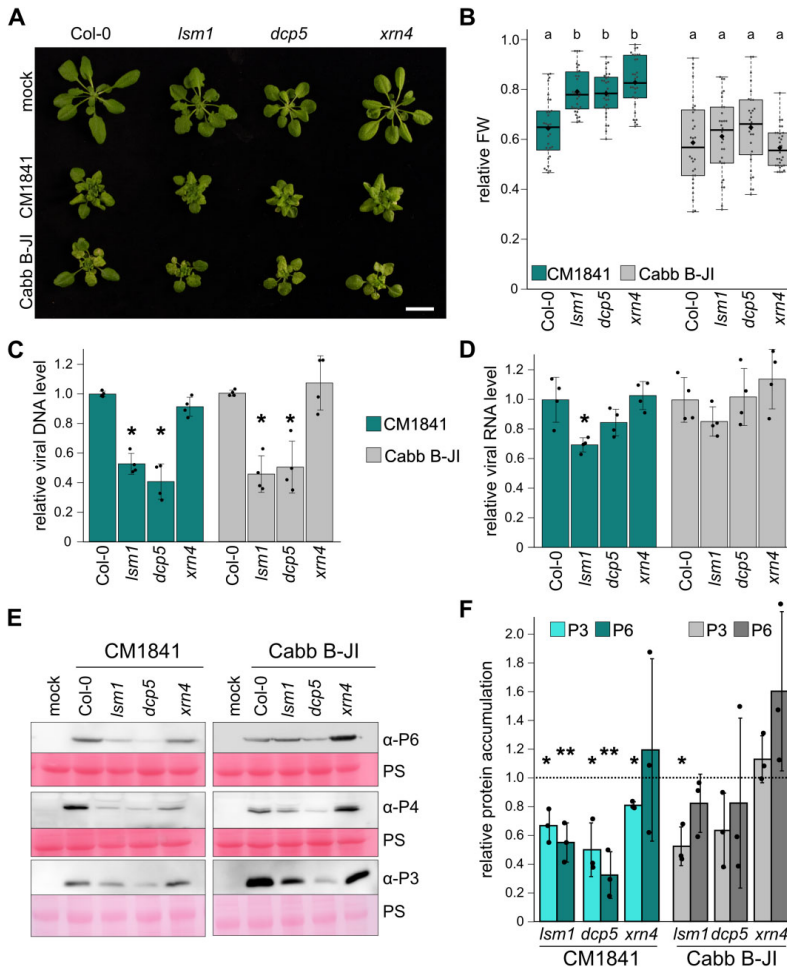 A
Col-0 lsm1 dcp5 xrn4
mock
CM1841
Cabb B-JI
B
relative FW
1.0
0.8
0.6
0.4
0.2
0
a b b b a a a a
CM1841 Cabb B-JI
Col-0 lsm1 dcp5 xrn4 Col-0 lsm1 dcp5 xrn4
C
relative viral DNA level
1.2
1.0
0.8
0.6
0.4
0.2
0
* * * *
CM1841
Cabb B-JI
Col-0 lsm1 dcp5 xrn4 Col-0 lsm1 dcp5 xrn4
D
relative viral RNA level
1.2
1.0
0.8
0.6
0.4
0.2
0
*
Col-0 lsm1 dcp5 xrn4 Col-0 lsm1 dcp5 xrn4
E
CM1841 Cabb B-JI
mock Col-0 lsm1 dcp5 xrn4 mock Col-0 lsm1 dcp5 xrn4
α-P6
PS
α-P4
PS
α-P3
PS
F
P3 P6 P3 P6
relative protein accumulation
2.0
1.8
1.6
1.4
1.2
1.0
0.8
0.6
0.4
0.2
0
* ** * ** * *
lsm1 dcp5 xrn4 lsm1 dcp5 xrn4
CM1841 Cabb B-JI